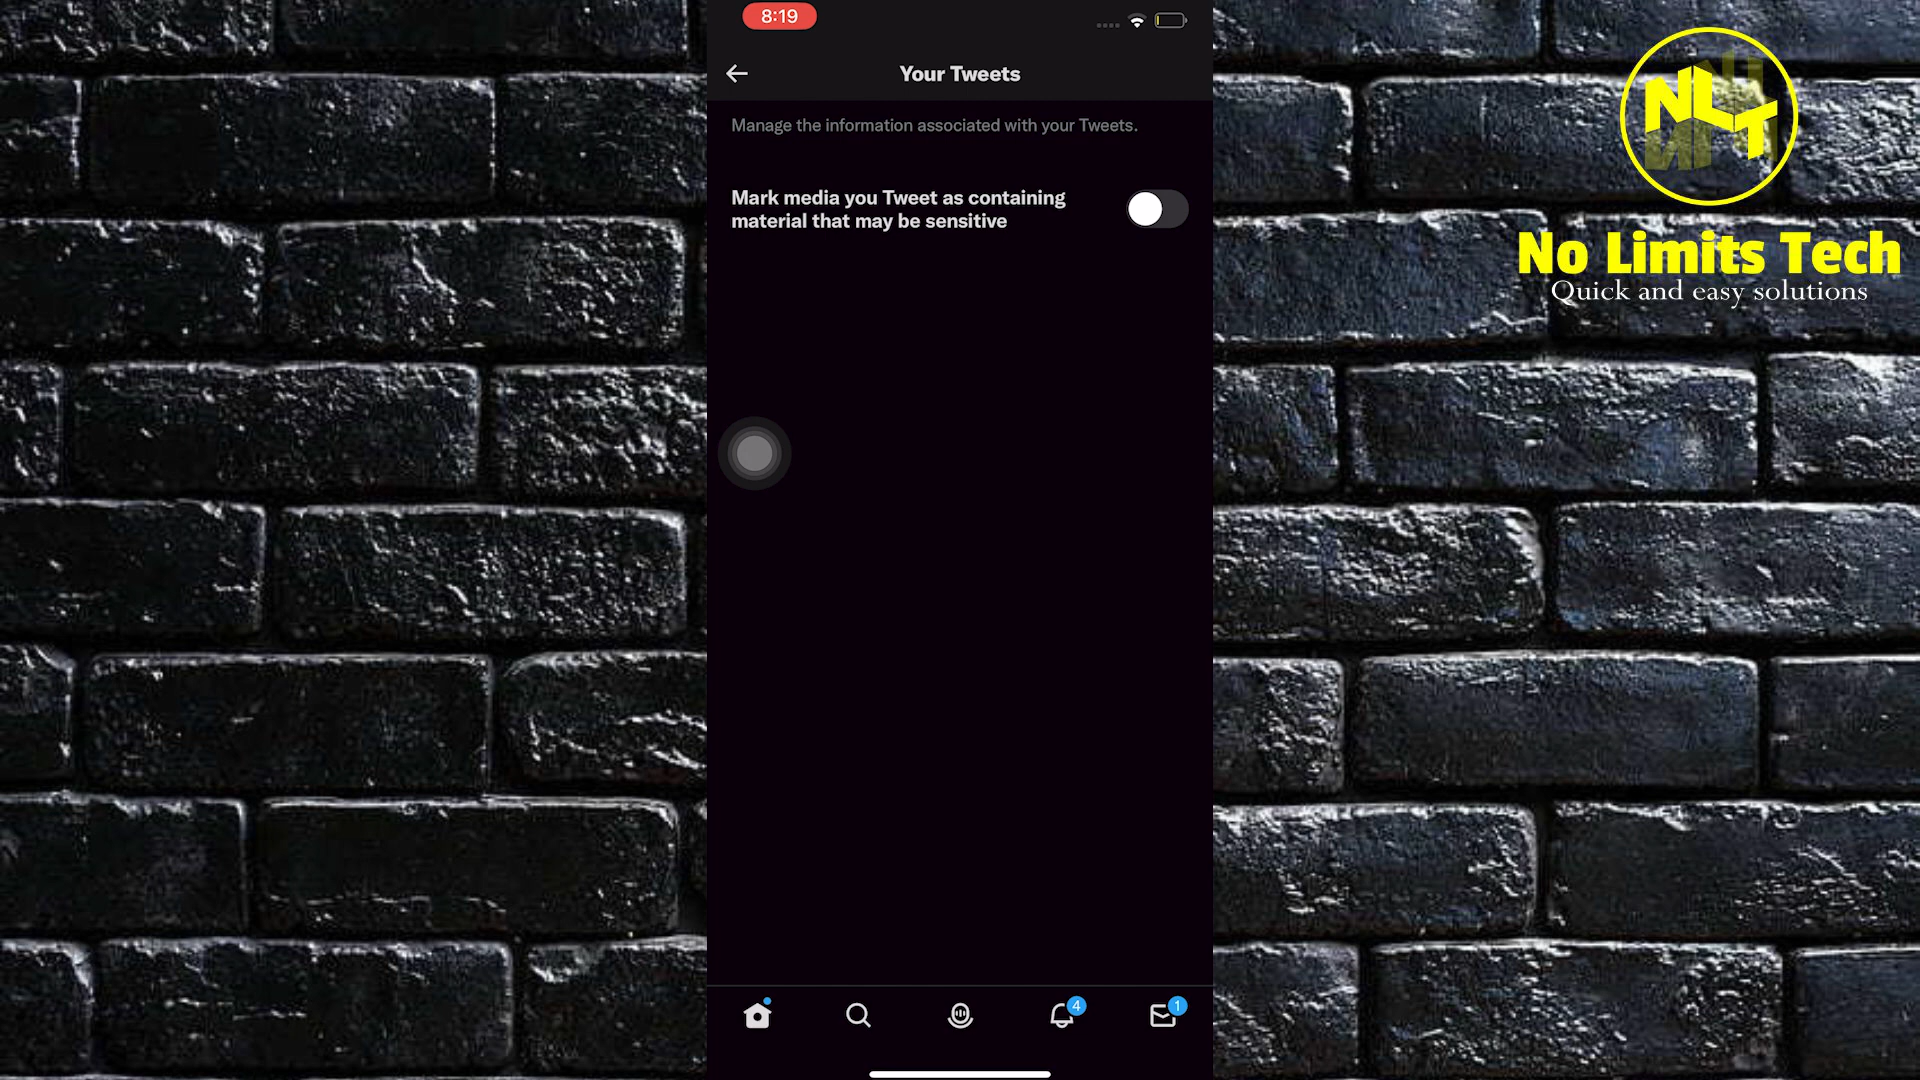 8:19
Your Tweets
Manage the information associated with your Tweets.
Mark media you Tweet as containing
material that may be sensitive
4
1
NLT
No Limits Tech
Quick and easy solutions